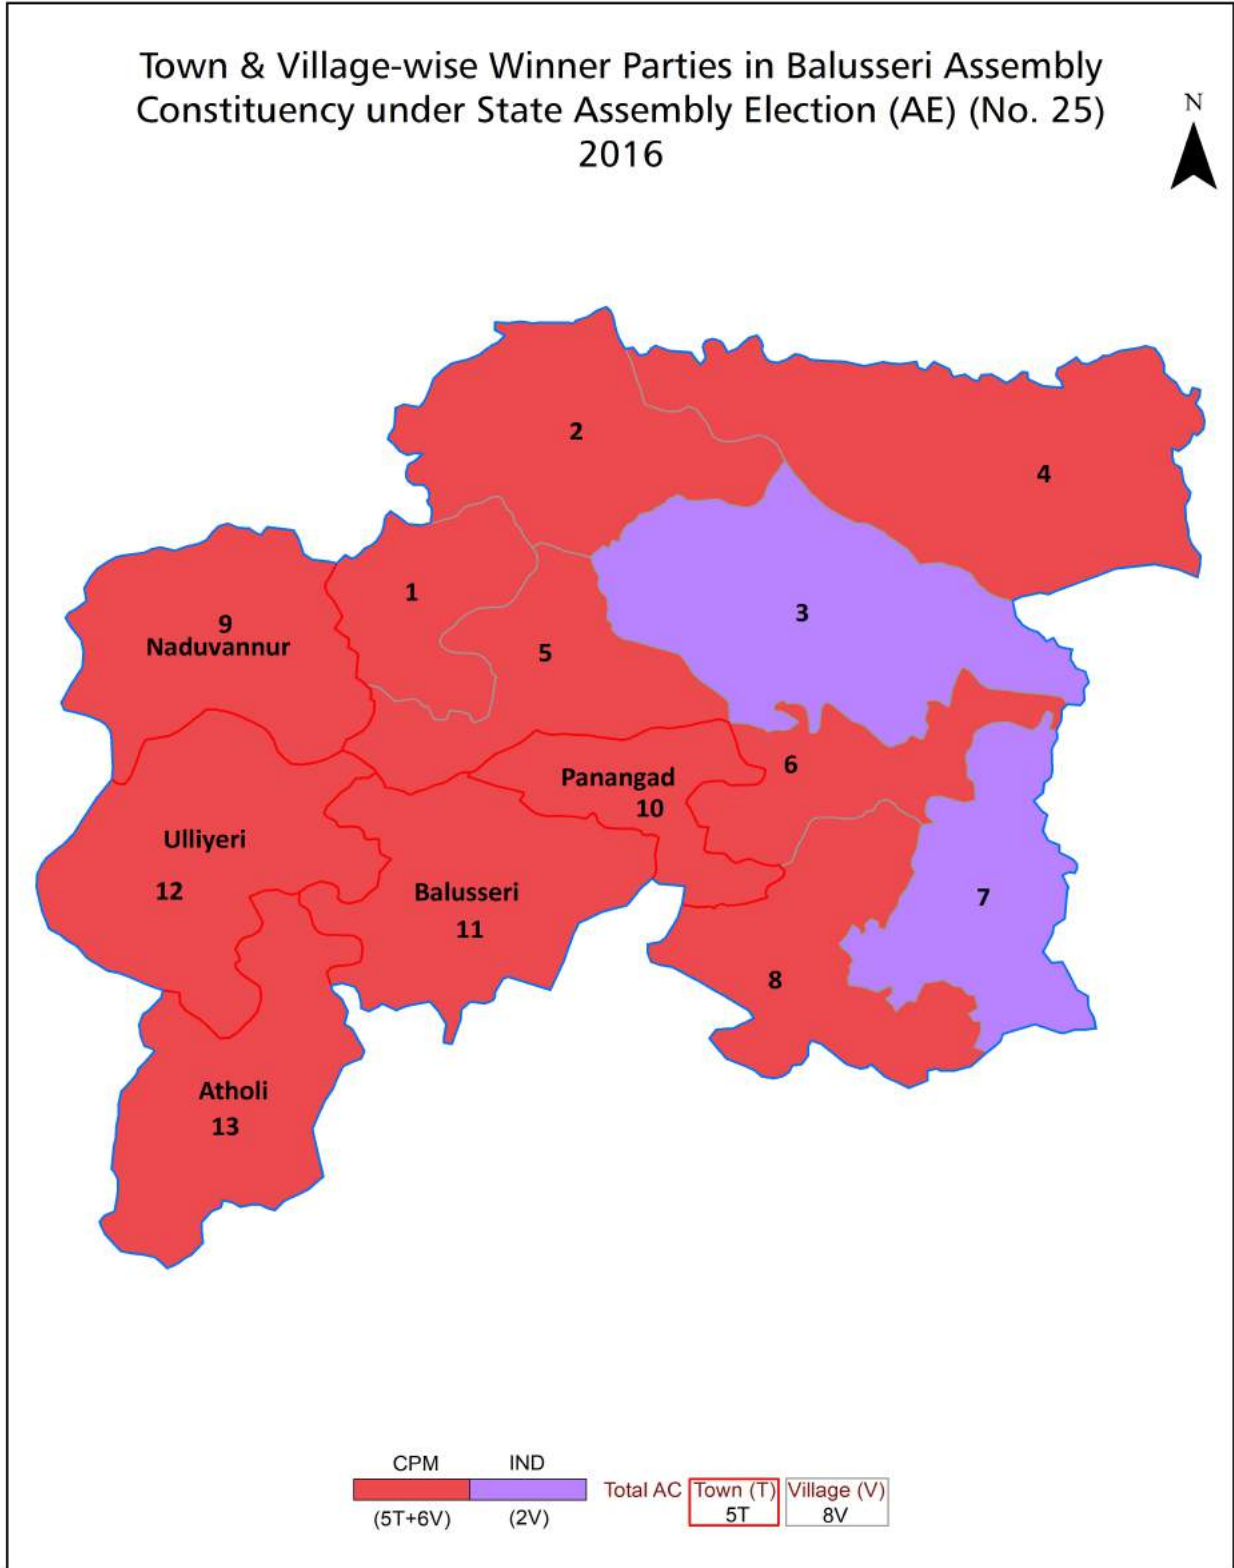 Town & Village-wise Winner Parties in Balusseri Assembly
Constituency under State Assembly Election (AE) (No. 25)
2016
N
2
4
1
3
9
Naduvannur
5
6
Panangad
10
Ulliyeri
12
Balusseri
11
7
8
Atholi
13
CPM IND
Total AC Town (T) Village (V)
(5T+6V) (2V) 5T 8V